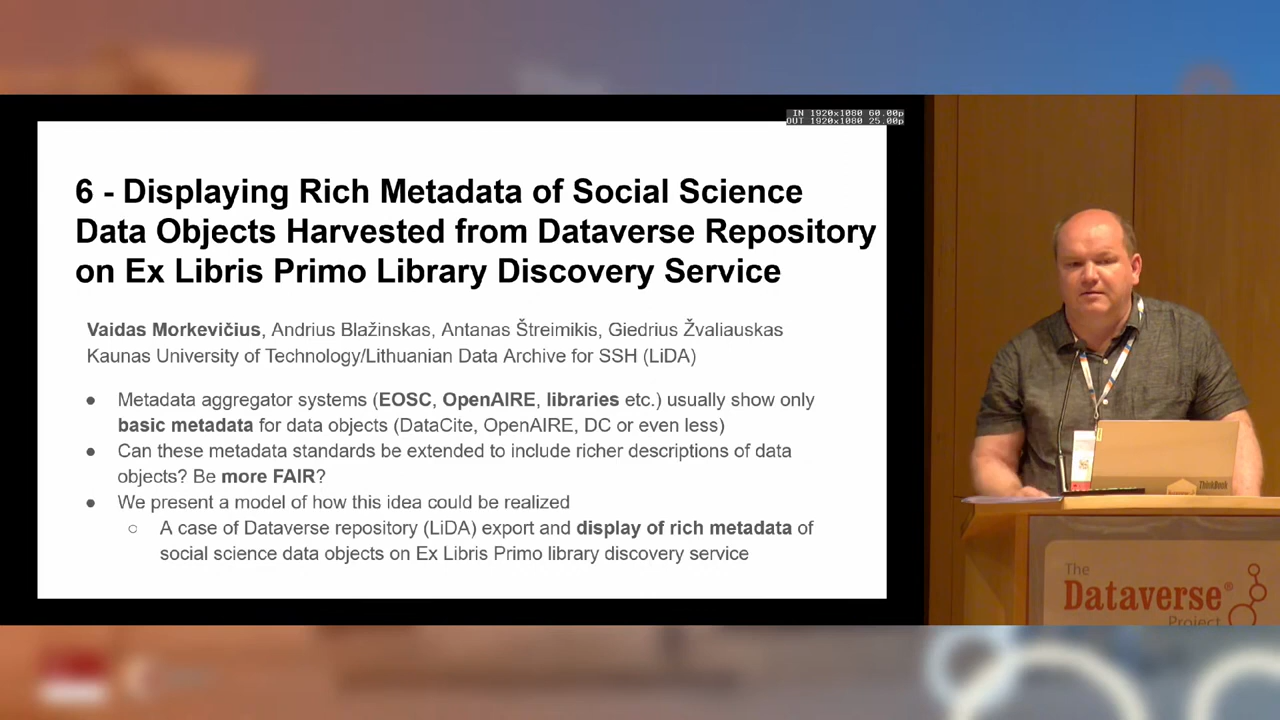 IN 1920x1080 60.00p
OUT 1920x1080 25.00p
6 - Displaying Rich Metadata of Social Science
Data Objects Harvested from Dataverse Repository
on Ex Libris Primo Library Discovery Service
Vaidas Morkevičius, Andrius Blažinskas, Antanas Štreimikis, Giedrius Žvaliauskas
Kaunas University of Technology/Lithuanian Data Archive for SSH (LiDA)
● Metadata aggregator systems (EOSC, OpenAIRE, libraries etc.) usually show only
basic metadata for data objects (DataCite, OpenAIRE, DC or even less)
● Can these metadata standards be extended to include richer descriptions of data
objects? Be more FAIR?
● We present a model of how this idea could be realized
○ A case of Dataverse repository (LiDA) export and display of rich metadata of
social science data objects on Ex Libris Primo library discovery service
ThinkBook
The
Dataverse®
Project